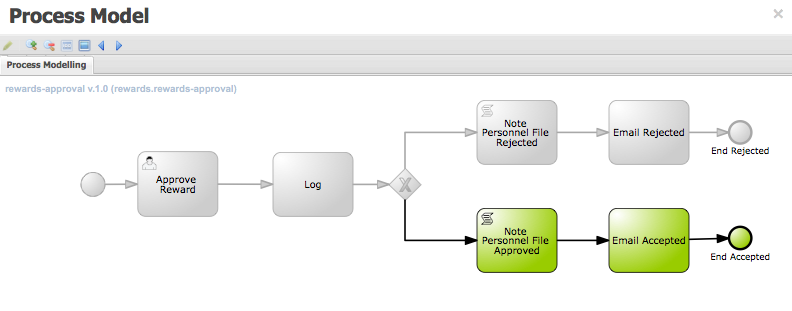 Process Model
Process Modelling
rewards-approval v.1.0 (rewards.rewards-approval)
Approve
Reward
Log
X
Note
Personnel File
Rejected
Email Rejected
End Rejected
Note
Personnel File
Approved
Email Accepted
End Accepted